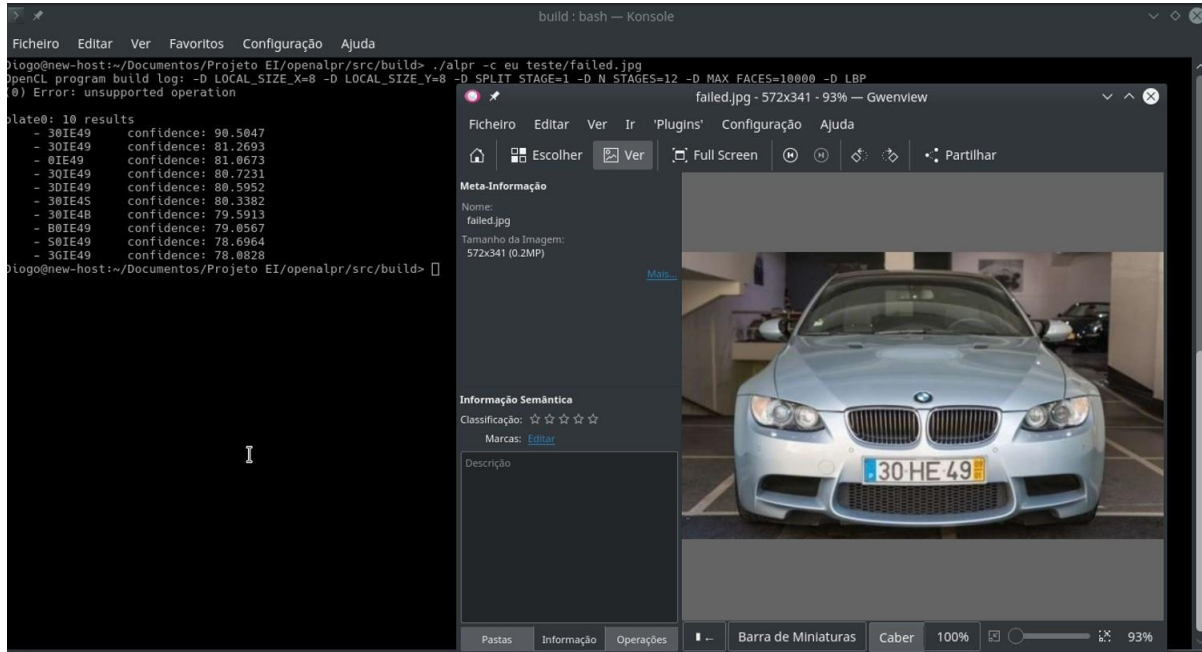 build : bash — Konsole
Ficheiro Editar Ver Favoritos Configuração Ajuda
Diogo@new-host:~/Documentos/Projeto EI/openalpr/src/build> ./alpr -c eu teste/failed.jpg
OpenCL program build log: -D LOCAL_SIZE_X=8 -D LOCAL_SIZE_Y=8 -D SPLIT_STAGE=1 -D N_STAGES=12 -D MAX_FACES=10000 -D LBP
(0) Error: unsupported operation
plate0: 10 results
- 30IE49 confidence: 90.5047
- 3OIE49 confidence: 81.2693
- 0IE49 confidence: 81.0673
- 3QIE49 confidence: 80.7231
- 3DIE49 confidence: 80.5952
- 30IE4S confidence: 80.3382
- 30IE4B confidence: 79.5913
- B0IE49 confidence: 79.0567
- S0IE49 confidence: 78.6964
- 3GIE49 confidence: 78.0828
Diogo@new-host:~/Documentos/Projeto EI/openalpr/src/build>
failed.jpg - 572x341 - 93% — Gwenview
Ficheiro Editar Ver Ir 'Plugins' Configuração Ajuda
Escolher Ver Full Screen Partilhar
Meta-Informação
Nome:
failed.jpg
Tamanho da Imagem:
572x341 (0.2MP)
Mais...
Informação Semântica
Classificação:
Marcas: Editar
Descrição
30 HE 49
Pastas Informação Operações
Barra de Miniaturas Caber 100% 93%